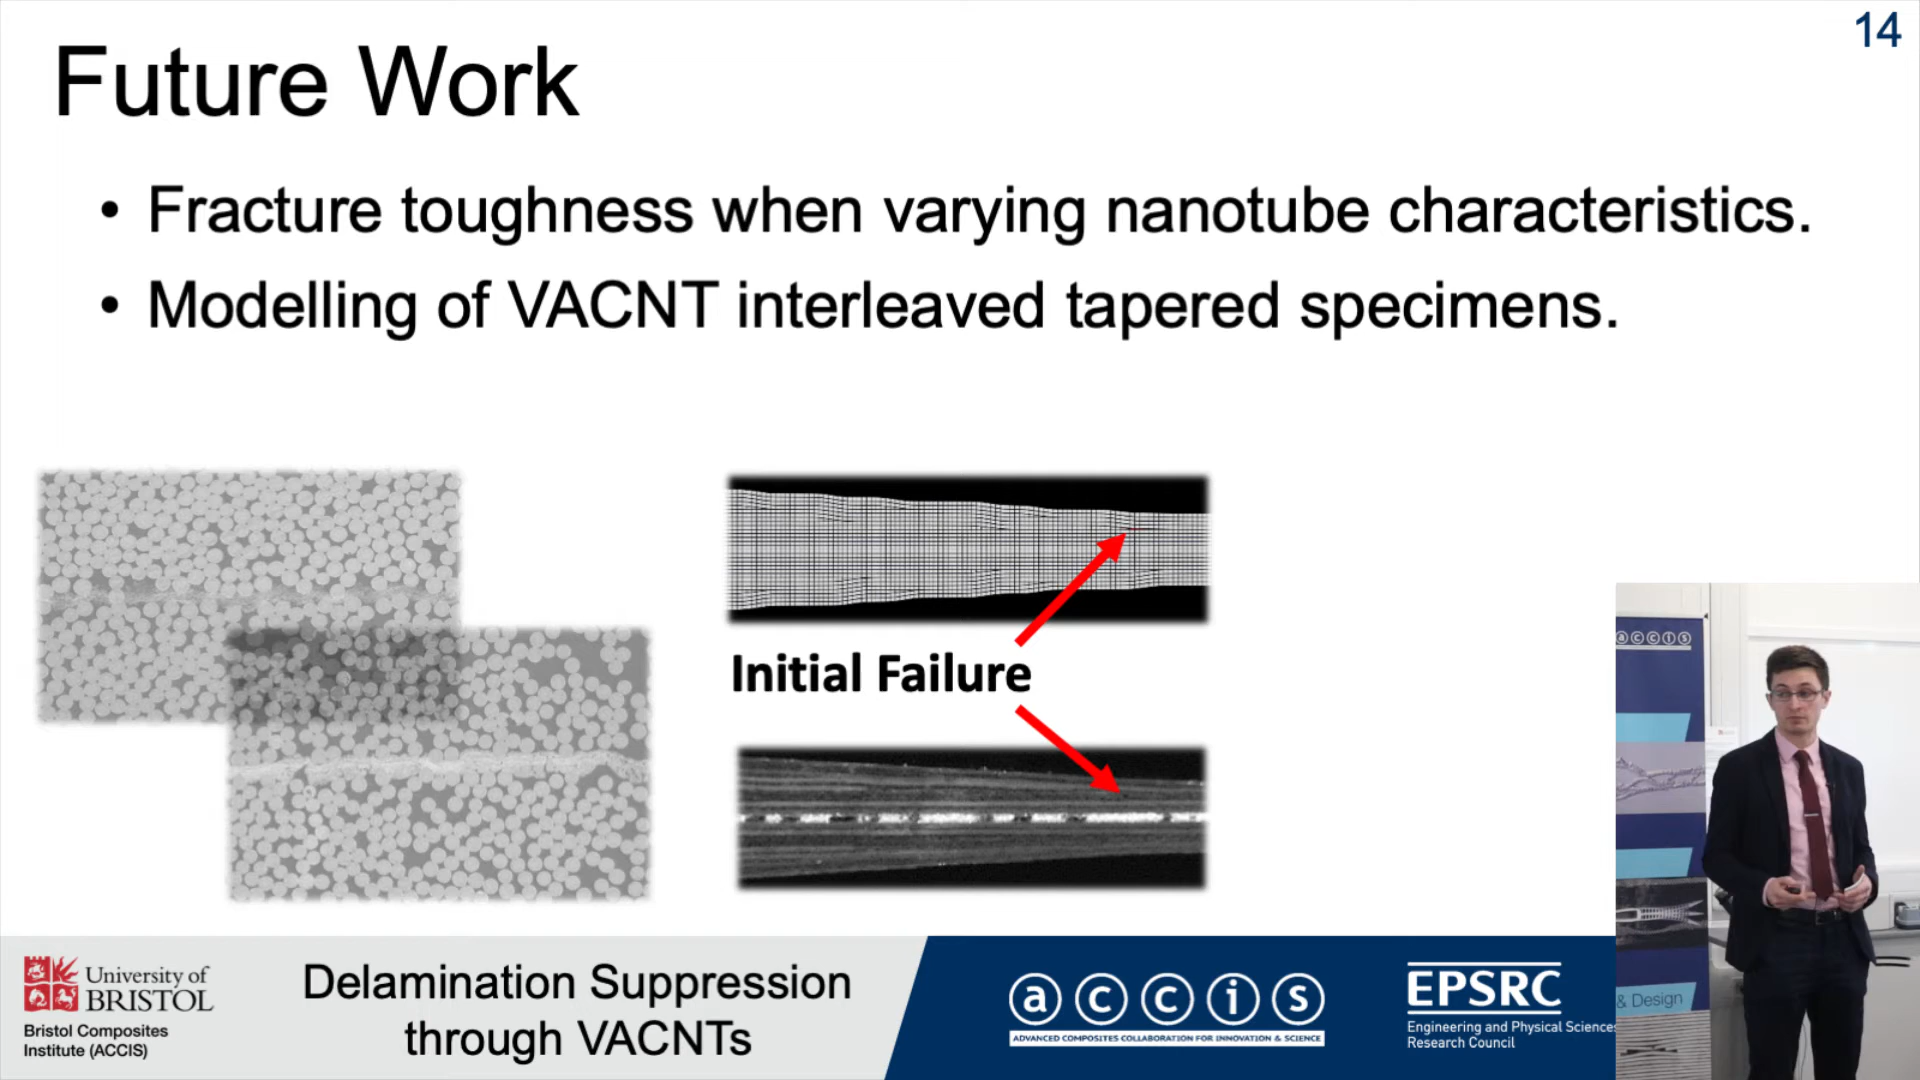 14
Future Work
• Fracture toughness when varying nanotube characteristics.
• Modelling of VACNT interleaved tapered specimens.
Initial Failure
University of
BRISTOL
Bristol Composites
Institute (ACCIS)
Delamination Suppression
through VACNTs
accis
ADVANCED COMPOSITES COLLABORATION FOR INNOVATION & SCIENCE
EPSRC
Engineering and Physical Sciences
Research Council
accis
& Design